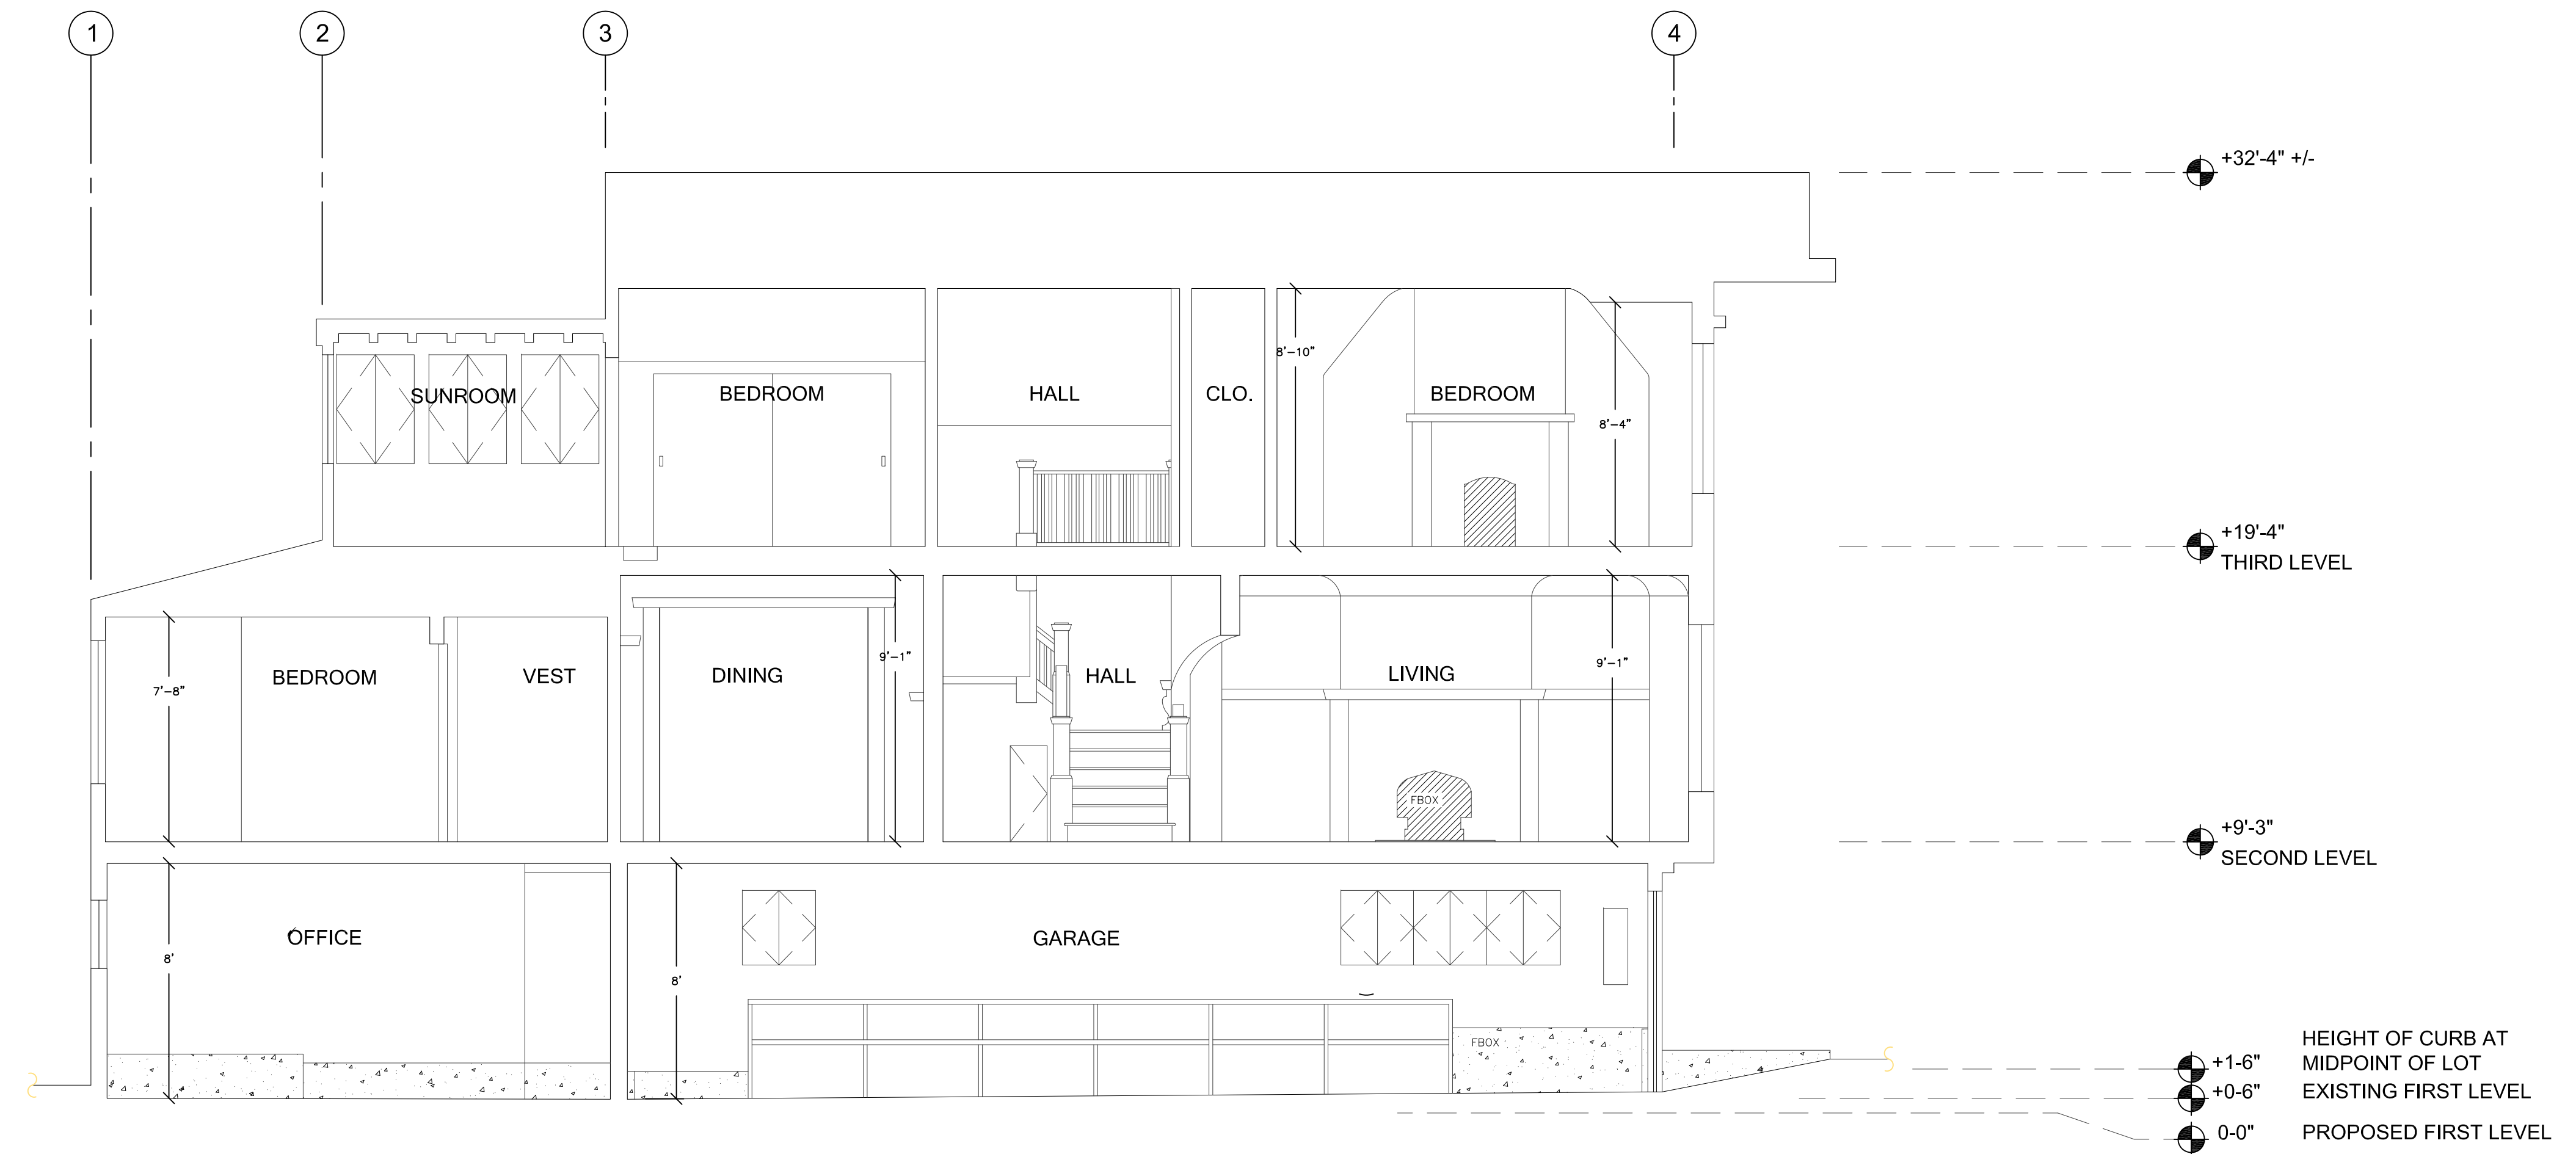 1
2
3
4
+32'-4" +/-
8'-10"
SUNROOM
BEDROOM
HALL
CLO.
BEDROOM
8'-4"
+19'-4"
THIRD LEVEL
9'-1"
9'-1"
7'-8"
BEDROOM
VEST
DINING
HALL
LIVING
FBOX
+9'-3"
SECOND LEVEL
OFFICE
GARAGE
8'
8'
FBOX
HEIGHT OF CURB AT
+1-6" MIDPOINT OF LOT
+0-6" EXISTING FIRST LEVEL
0-0" PROPOSED FIRST LEVEL